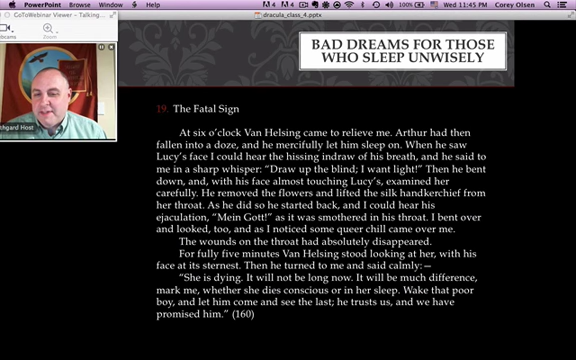 PowerPoint Browse Window Help 100% Wed Jan 29 11:45 PM Corey Olsen
GoToWebinar Viewer – Talking...
dracula_class_4.pptx
Zoom
Host
BAD DREAMS FOR THOSE
WHO SLEEP UNWISELY
19. The Fatal Sign
At six o’clock Van Helsing came to relieve me. Arthur had then
fallen into a doze, and he mercifully let him sleep on. When he saw
Lucy’s face I could hear the hissing indraw of his breath, and he said to
me in a sharp whisper: “Draw up the blind; I want light!” Then he bent
down, and, with his face almost touching Lucy’s, examined her
carefully. He removed the flowers and lifted the silk handkerchief from
her throat. As he did so he started back, and I could hear his
ejaculation, “Mein Gott!” as it was smothered in his throat. I bent over
and looked, too, and as I noticed some queer chill came over me.
The wounds on the throat had absolutely disappeared.
For fully five minutes Van Helsing stood looking at her, with his
face at its sternest. Then he turned to me and said calmly:—
“She is dying. It will not be long now. It will be much difference,
mark me, whether she dies conscious or in her sleep. Wake that poor
boy, and let him come and see the last; he trusts us, and we have
promised him.” (160)